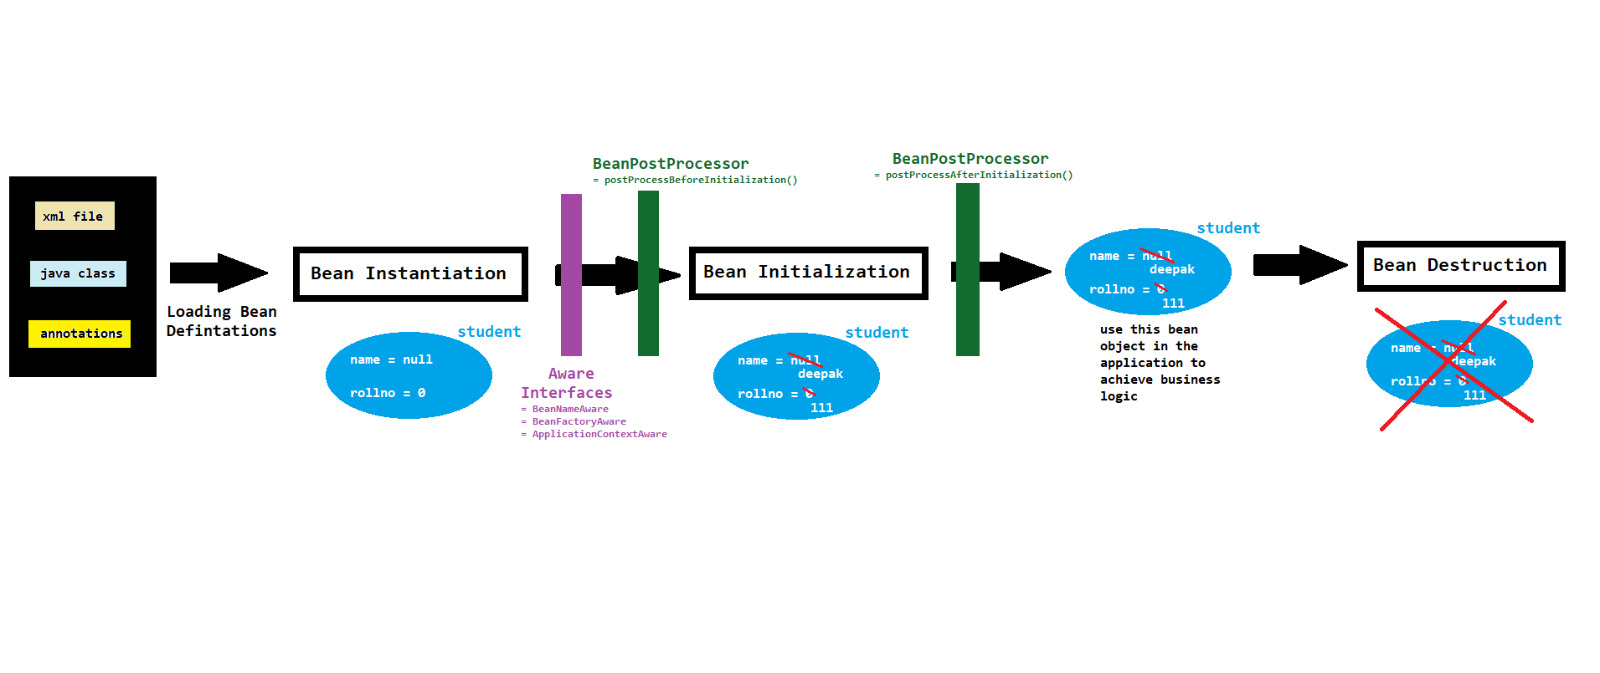 xml file
java class
annotations
Loading Bean
Defintations
Bean Instantiation
student
name = null
rollno = 0
Aware
Interfaces
= BeanNameAware
= BeanFactoryAware
= ApplicationContextAware
BeanPostProcessor
= postProcessBeforeInitialization()
Bean Initialization
student
name = null
deepak
rollno = 0
111
BeanPostProcessor
= postProcessAfterInitialization()
student
name = null
deepak
rollno = 0
111
use this bean
object in the
application to
achieve business
logic
Bean Destruction
student
name = null
deepak
rollno = 0
111